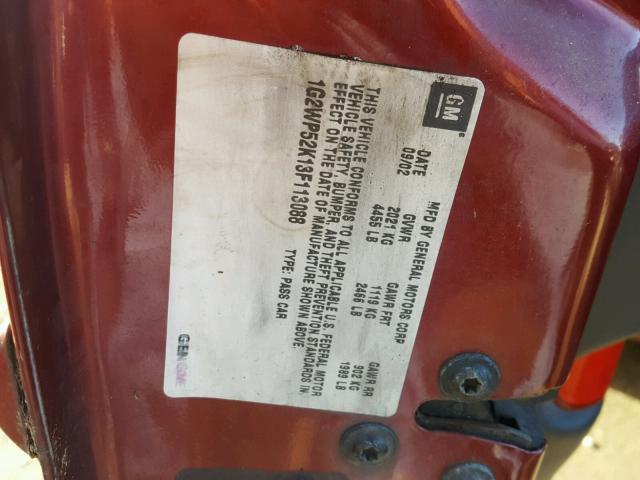 GM
MFD BY GENERAL MOTORS CORP
DATE GVWR GAWR FRT GAWR RR
09/02 2021 KG 1119 KG 902 KG
4455 LB 2466 LB 1989 LB
THIS VEHICLE CONFORMS TO ALL APPLICABLE U.S. FEDERAL MOTOR
VEHICLE SAFETY, BUMPER, AND THEFT PREVENTION STANDARDS IN
EFFECT ON THE DATE OF MANUFACTURE SHOWN ABOVE.
1G2WP52K13F113088 TYPE: PASS CAR